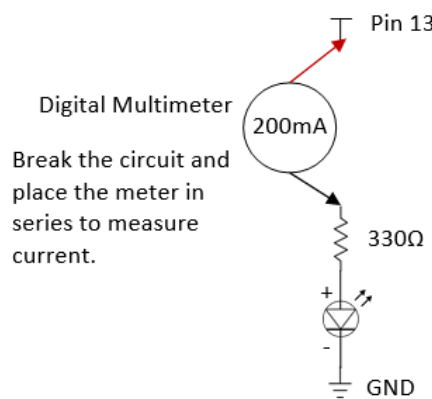 Pin 13
Digital Multimeter
200mA
Break the circuit and
place the meter in
series to measure
current.
330Ω
+
-
GND